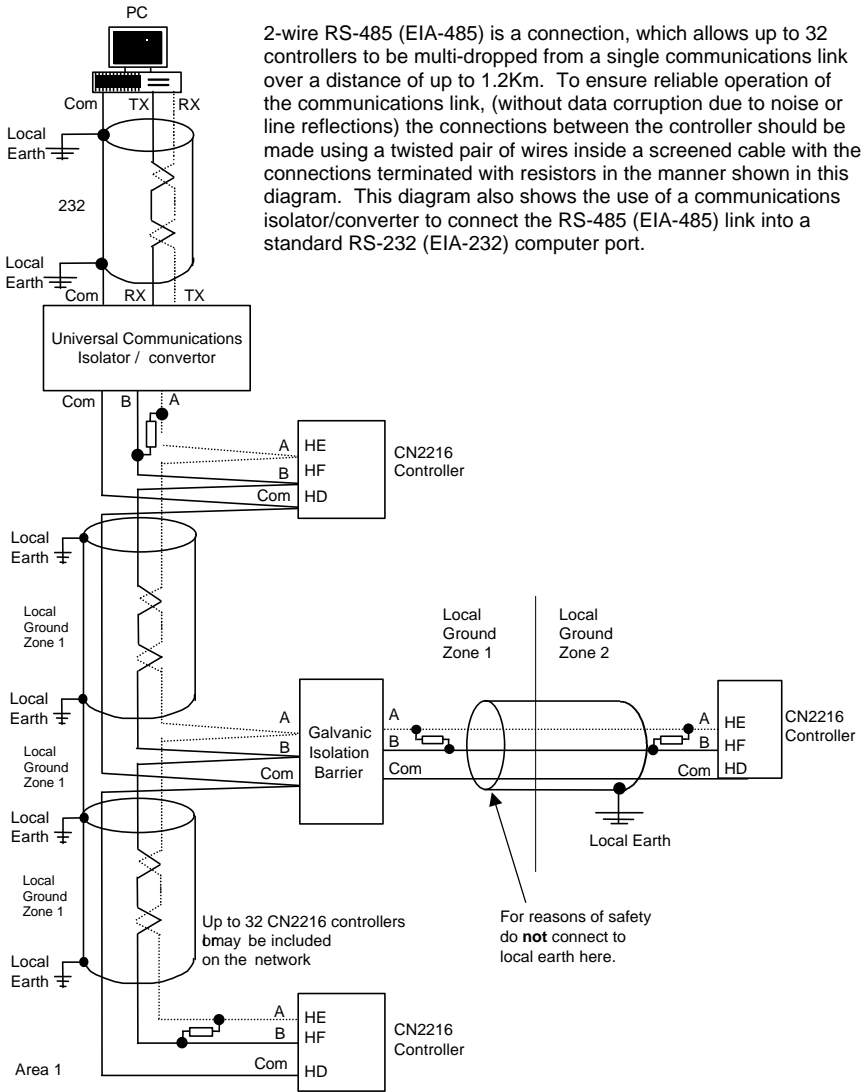 PC
2-wire RS-485 (EIA-485) is a connection, which allows up to 32
controllers to be multi-dropped from a single communications link
over a distance of up to 1.2Km. To ensure reliable operation of
the communications link, (without data corruption due to noise or
line reflections) the connections between the controller should be
made using a twisted pair of wires inside a screened cable with the
connections terminated with resistors in the manner shown in this
diagram. This diagram also shows the use of a communications
isolator/converter to connect the RS-485 (EIA-485) link into a
standard RS-232 (EIA-232) computer port.
Com TX RX
Local
Earth
232
Local
Earth
Com RX TX
Universal Communications
Isolator / convertor
Com B A
A HE
B HF
Com HD
CN2216
Controller
Local
Earth
Local
Ground
Zone 1
Local
Earth
Local
Ground
Zone 1
Local
Ground
Zone 1
Local
Ground
Zone 2
A
B
Com
Galvanic
Isolation
Barrier
A
B
Com
A HE
B HF
Com HD
CN2216
Controller
Local Earth
For reasons of safety
do not connect to
local earth here.
Local
Earth
Local
Ground
Zone 1
Local
Earth
Up to 32 CN2216 controllers
may be included
on the network
A HE
B HF
Com HD
CN2216
Controller
Area 1